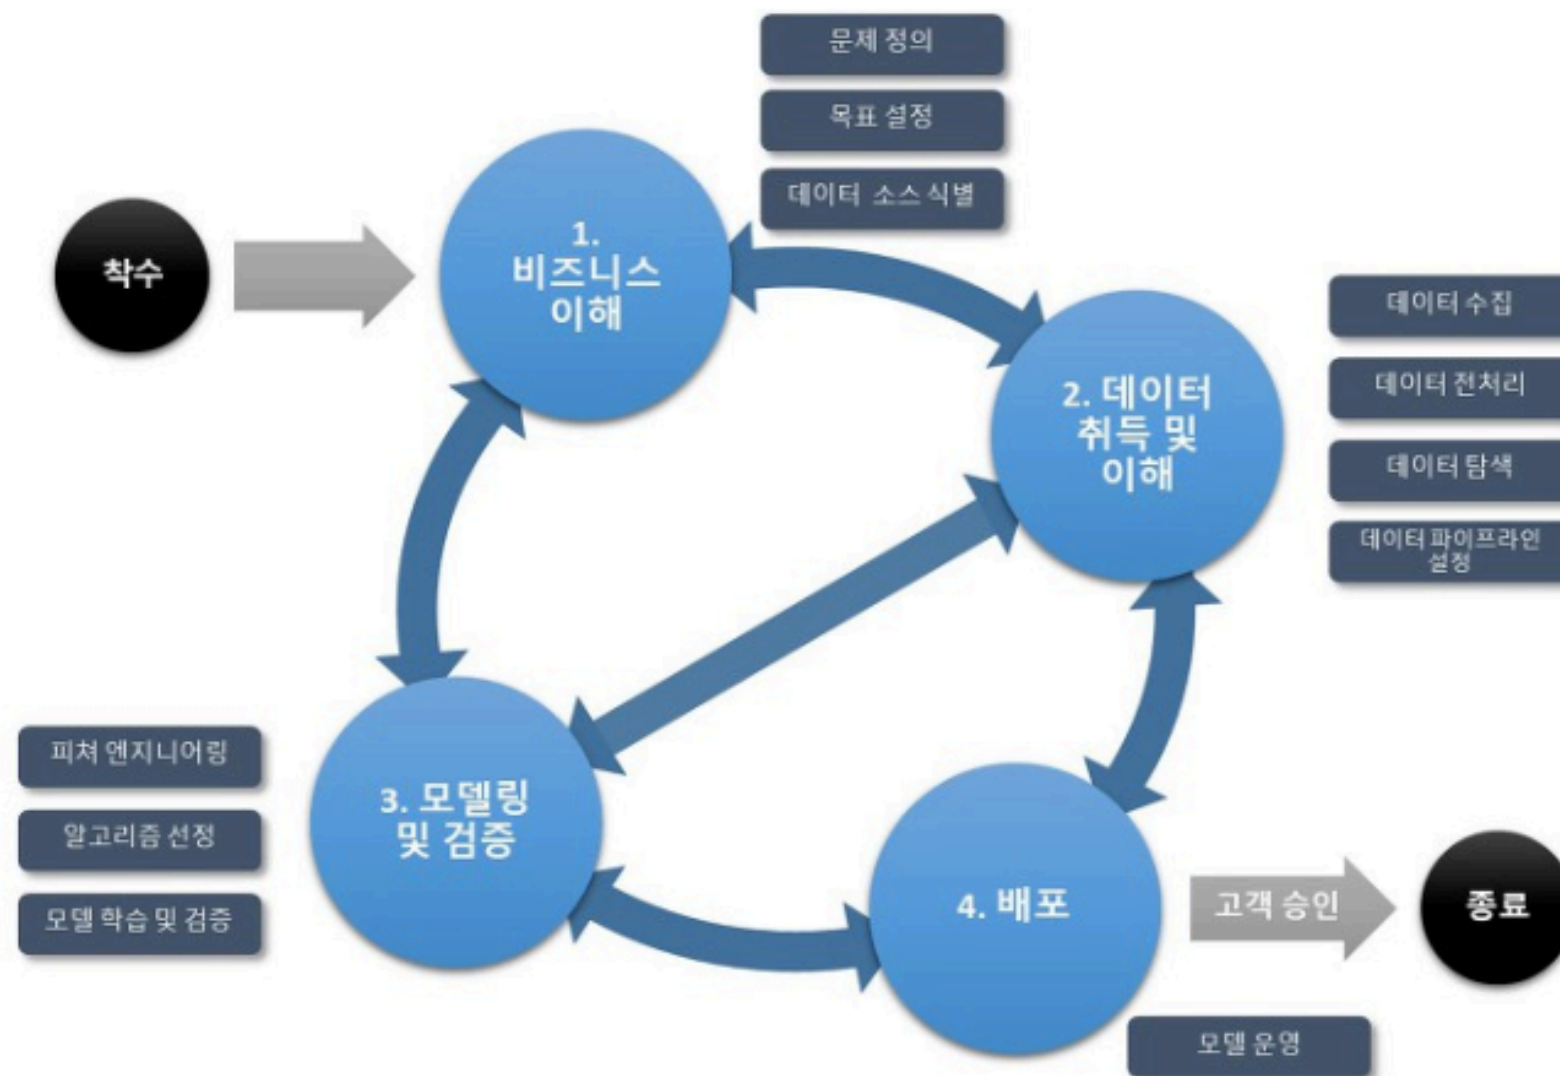 문제 정의
목표 설정
데이터 소스 식별
착수
1.
비즈니스
이해
데이터 수집
데이터 전처리
데이터 탐색
데이터 파이프라인
설정
2. 데이터
취득 및
이해
피쳐 엔지니어링
알고리즘 선정
모델 학습 및 검증
3. 모델링
및 검증
4. 배포
고객 승인
종료
모델 운영